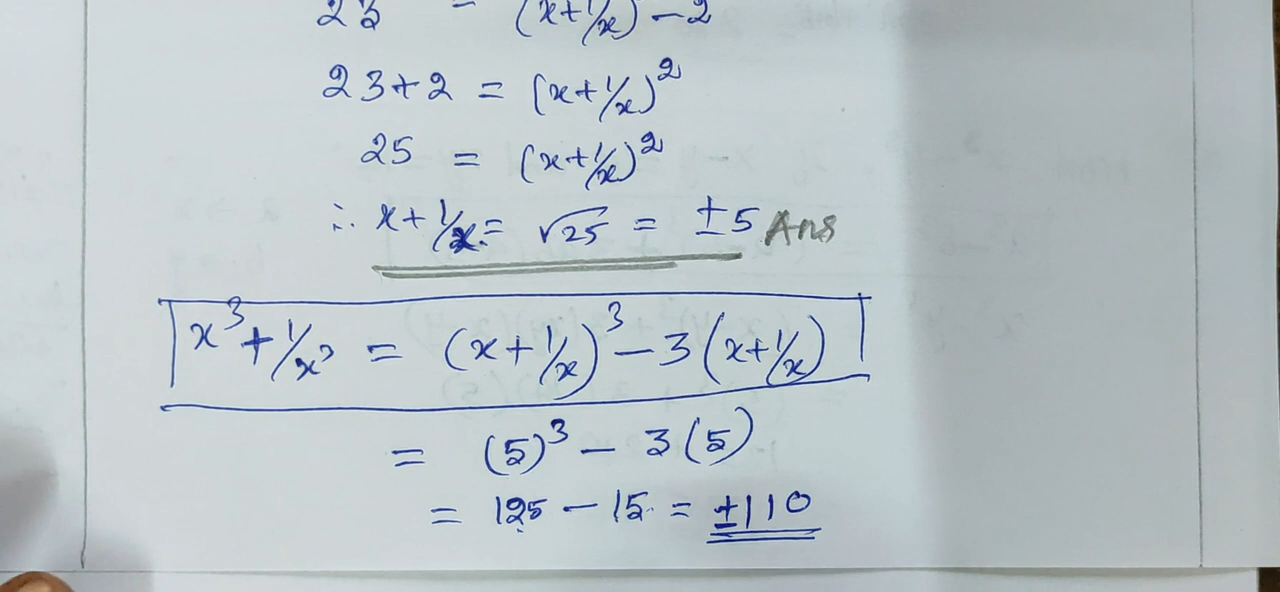 23 = (x+1/x) - 2
23+2 = (x+1/x)²
25 = (x+1/x)²
∴ x+1/x = √25 = ±5 Ans
x³+1/x³ = (x+1/x)³ - 3(x+1/x)
= (5)³ - 3(5)
= 125 - 15 = ±110